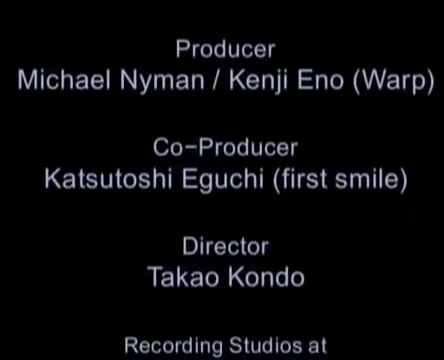 Producer
Michael Nyman / Kenji Eno (Warp)
Co-Producer
Katsutoshi Eguchi (first smile)
Director
Takao Kondo
Recording Studios at